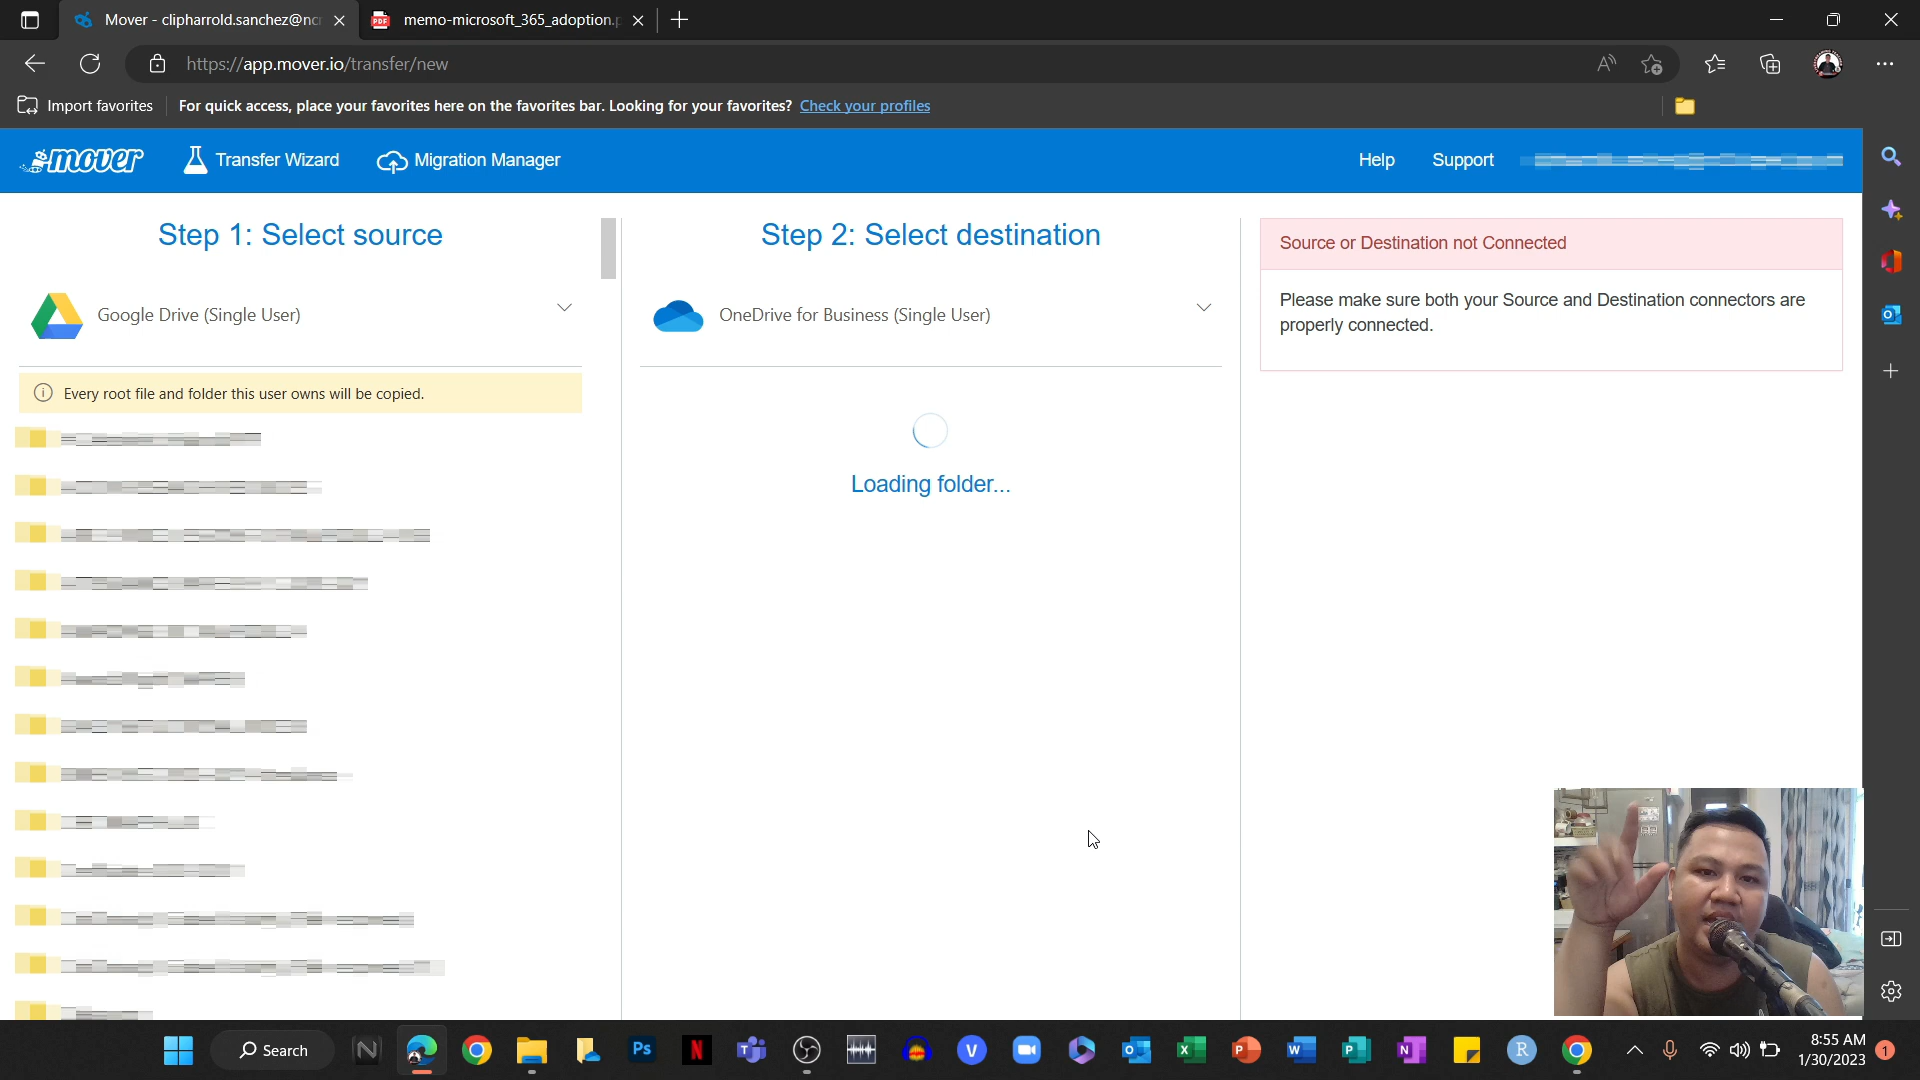 Mover - clipharrold.sanchez@ncr
memo-microsoft_365_adoption.p
https://app.mover.io/transfer/new
Import favorites
For quick access, place your favorites here on the favorites bar. Looking for your favorites? Check your profiles
mover
Transfer Wizard
Migration Manager
Help
Support
Step 1: Select source
Google Drive (Single User)
Every root file and folder this user owns will be copied.
Step 2: Select destination
OneDrive for Business (Single User)
Loading folder...
Source or Destination not Connected
Please make sure both your Source and Destination connectors are
properly connected.
Search
8:55 AM
1/30/2023
1